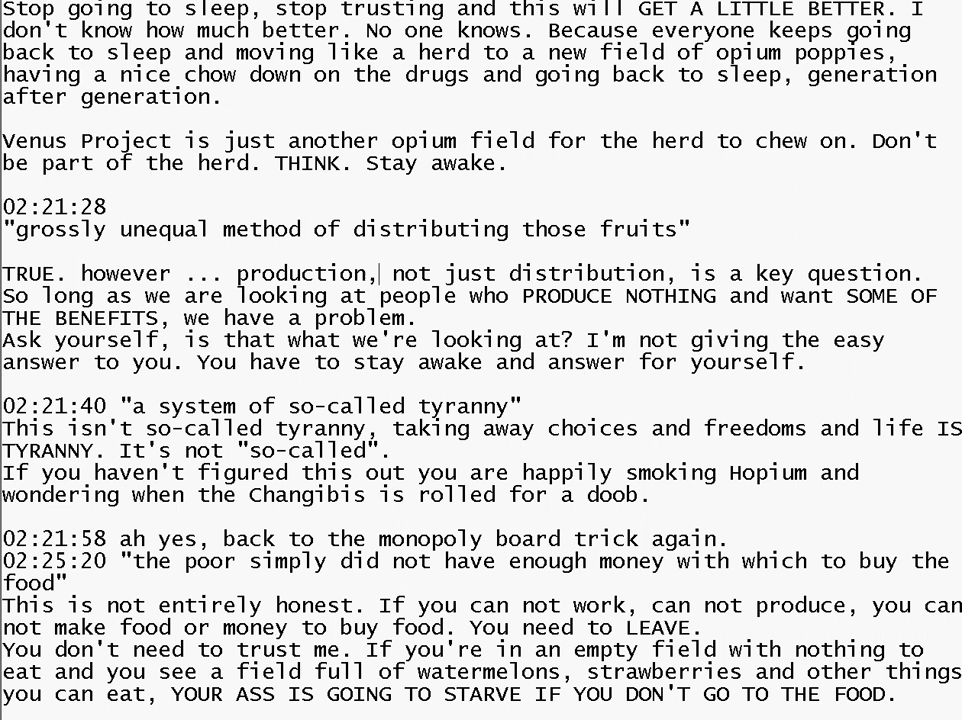 Stop going to sleep, stop trusting and this will GET A LITTLE BETTER. I
don't know how much better. No one knows. Because everyone keeps going
back to sleep and moving like a herd to a new field of opium poppies,
having a nice chow down on the drugs and going back to sleep, generation
after generation.

Venus Project is just another opium field for the herd to chew on. Don't
be part of the herd. THINK. Stay awake.

02:21:28
"grossly unequal method of distributing those fruits"

TRUE. however ... production, not just distribution, is a key question.
So long as we are looking at people who PRODUCE NOTHING and want SOME OF
THE BENEFITS, we have a problem.
Ask yourself, is that what we're looking at? I'm not giving the easy
answer to you. You have to stay awake and answer for yourself.

02:21:40 "a system of so-called tyranny"
This isn't so-called tyranny, taking away choices and freedoms and life IS
TYRANNY. It's not "so-called".
If you haven't figured this out you are happily smoking Hopium and
wondering when the Changibis is rolled for a doob.

02:21:58 ah yes, back to the monopoly board trick again.
02:25:20 "the poor simply did not have enough money with which to buy the
food"
This is not entirely honest. If you can not work, can not produce, you can
not make food or money to buy food. You need to LEAVE.
You don't need to trust me. If you're in an empty field with nothing to
eat and you see a field full of watermelons, strawberries and other things
you can eat, YOUR ASS IS GOING TO STARVE IF YOU DON'T GO TO THE FOOD.